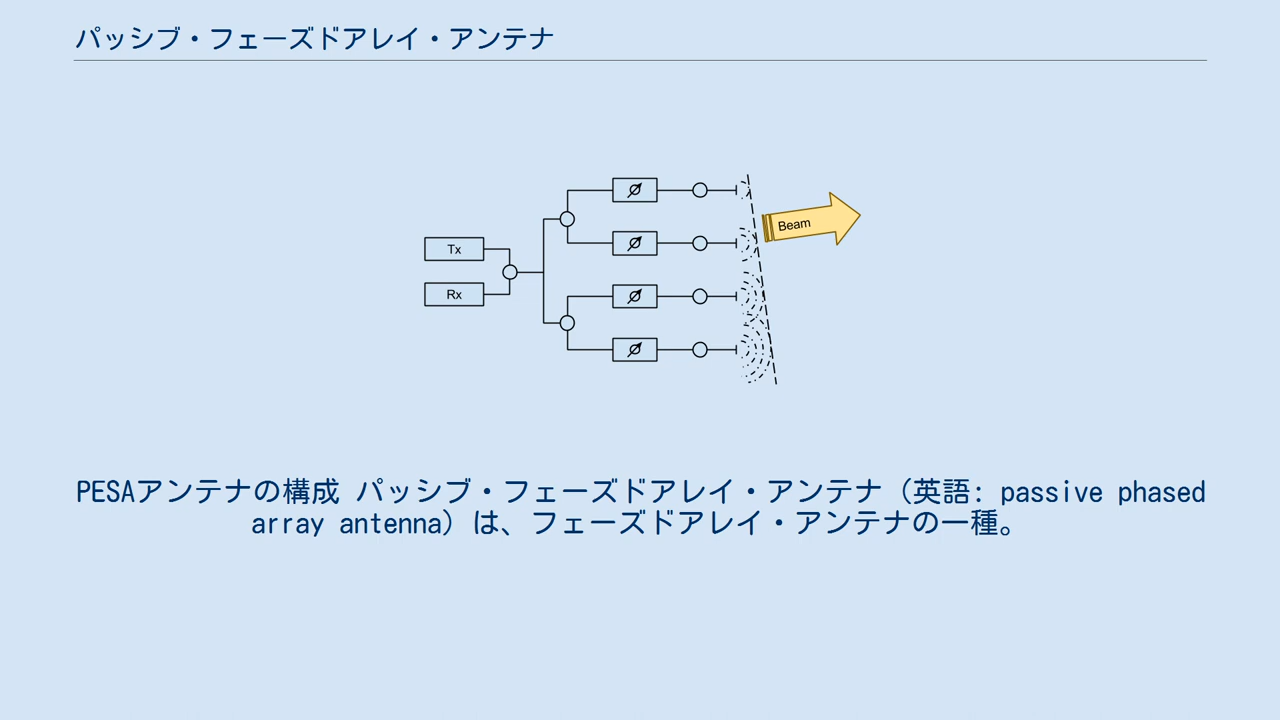 パッシブ・フェーズドアレイ・アンテナ
Tx
Rx
Beam
PESAアンテナの構成 パッシブ・フェーズドアレイ・アンテナ（英語: passive phased
array antenna）は、フェーズドアレイ・アンテナの一種。